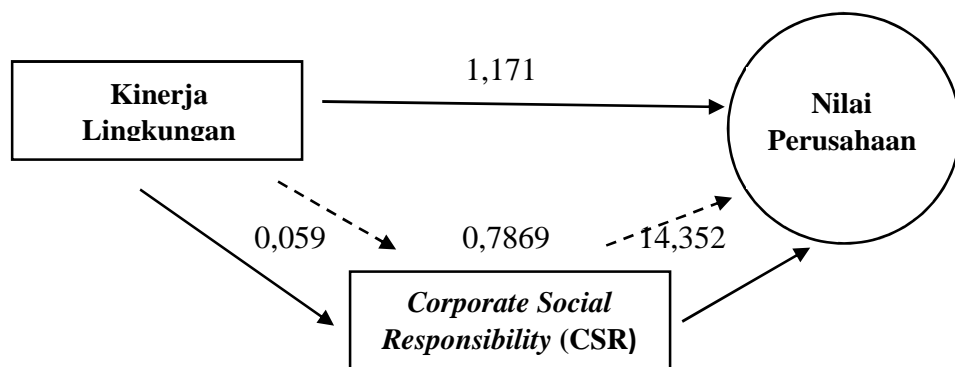 1,171
Kinerja
Lingkungan
Nilai
Perusahaan
0,059
0,7869
14,352
Corporate Social
Responsibility (CSR)